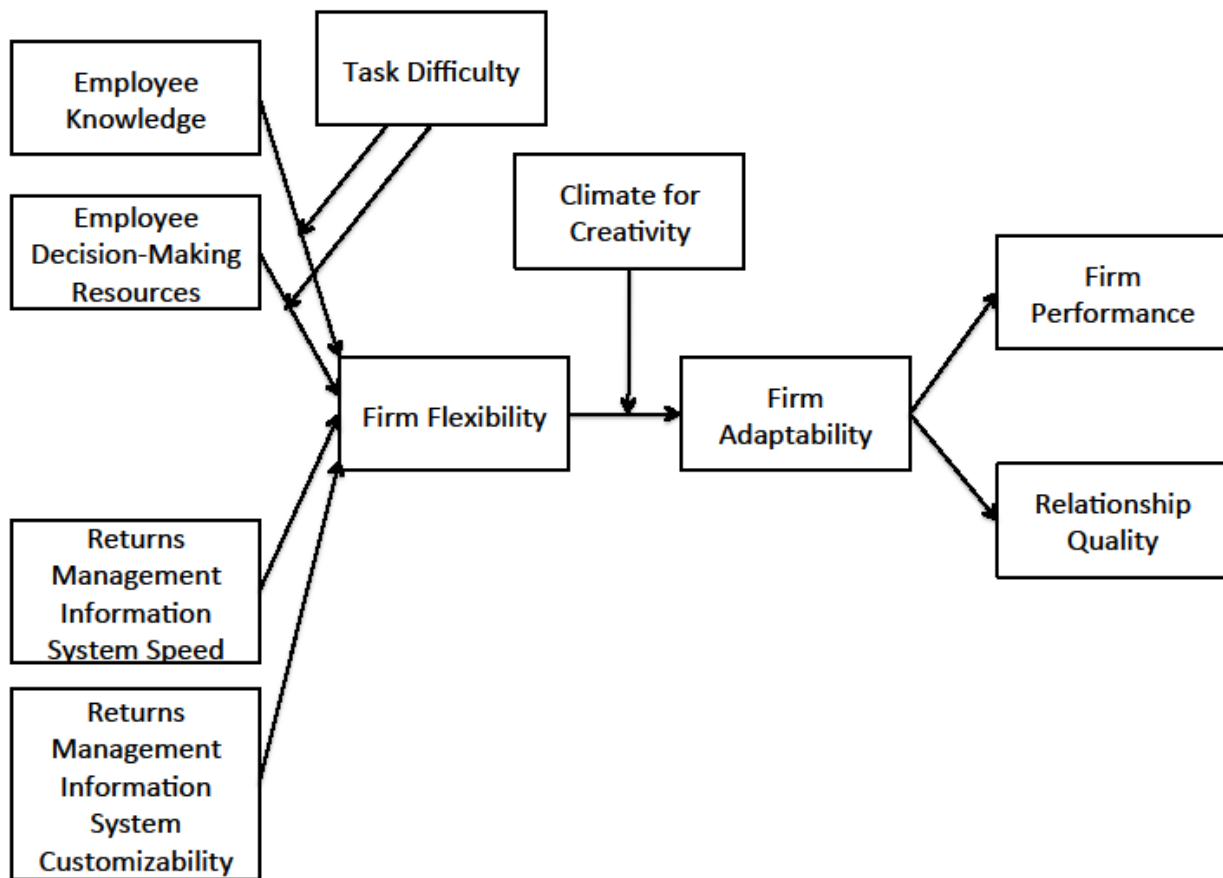 Employee
Knowledge
Task Difficulty
Employee
Decision-Making
Resources
Climate for
Creativity
Firm
Performance
Firm Flexibility
Firm
Adaptability
Relationship
Quality
Returns
Management
Information
System Speed
Returns
Management
Information
System
Customizability